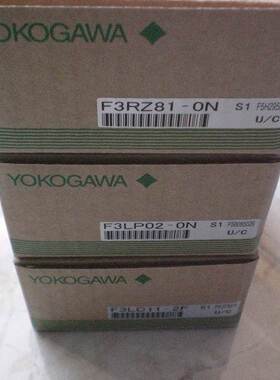 YOKOGAWA
F3RZ81-0N S1
U/C
YOKOGAWA
F3LP02-0N S1
U/C
YOKOGAWA
U/C